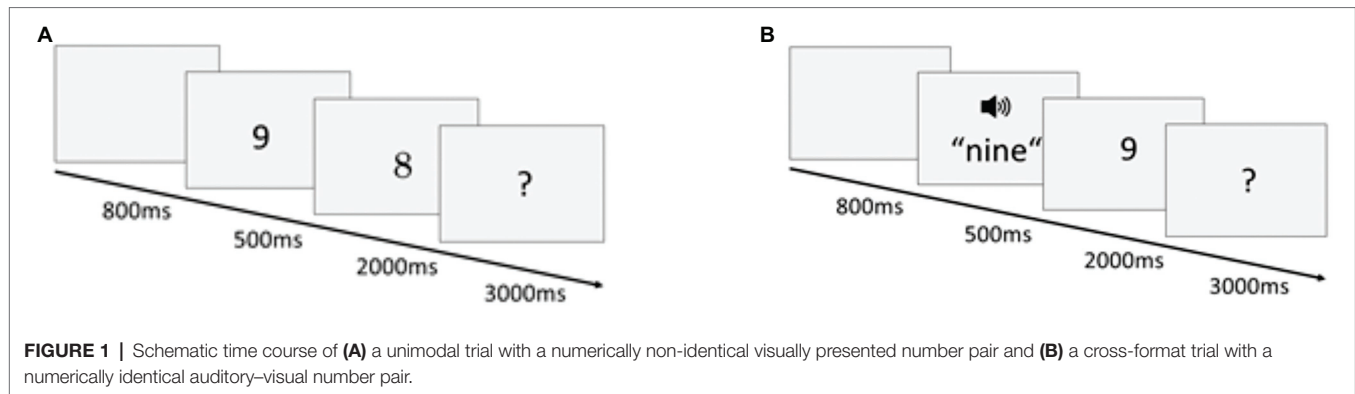 A
9
8
?
800ms
500ms
2000ms
3000ms
B
“nine“
9
?
800ms
500ms
2000ms
3000ms
FIGURE 1 | Schematic time course of (A) a unimodal trial with a numerically non-identical visually presented number pair and (B) a cross-format trial with a
numerically identical auditory–visual number pair.